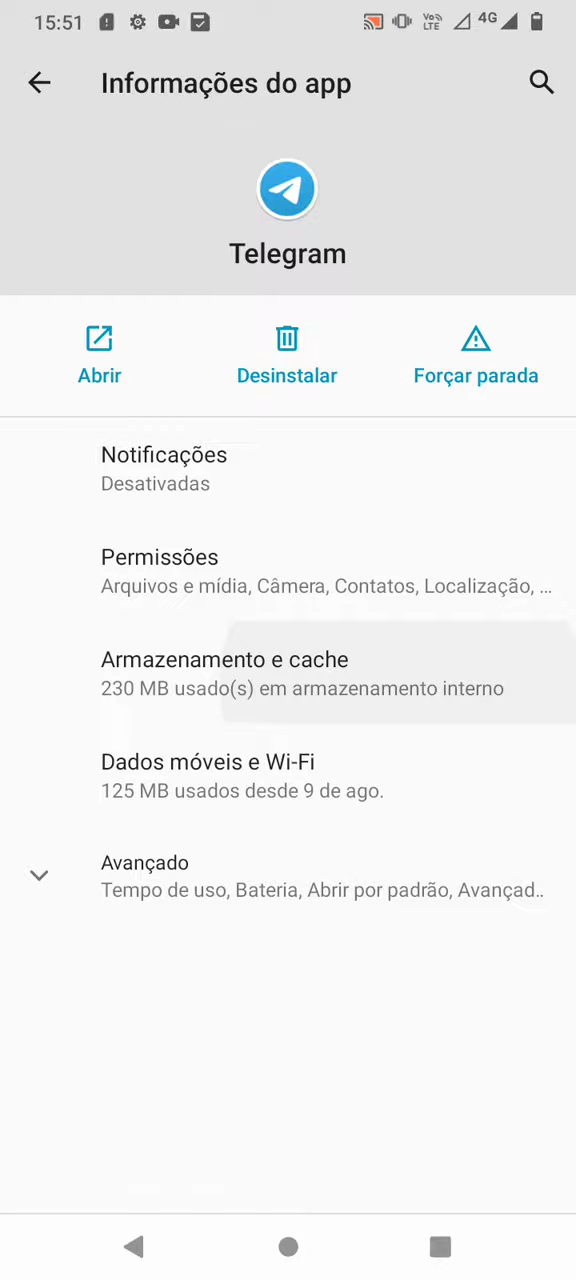 15:51
Vo))
LTE
4G
Informações do app
Telegram
Abrir
Desinstalar
Forçar parada
Notificações
Desativadas
Permissões
Arquivos e mídia, Câmera, Contatos, Localização, ...
Armazenamento e cache
230 MB usado(s) em armazenamento interno
Dados móveis e Wi-Fi
125 MB usados desde 9 de ago.
Avançado
Tempo de uso, Bateria, Abrir por padrão, Avançad..